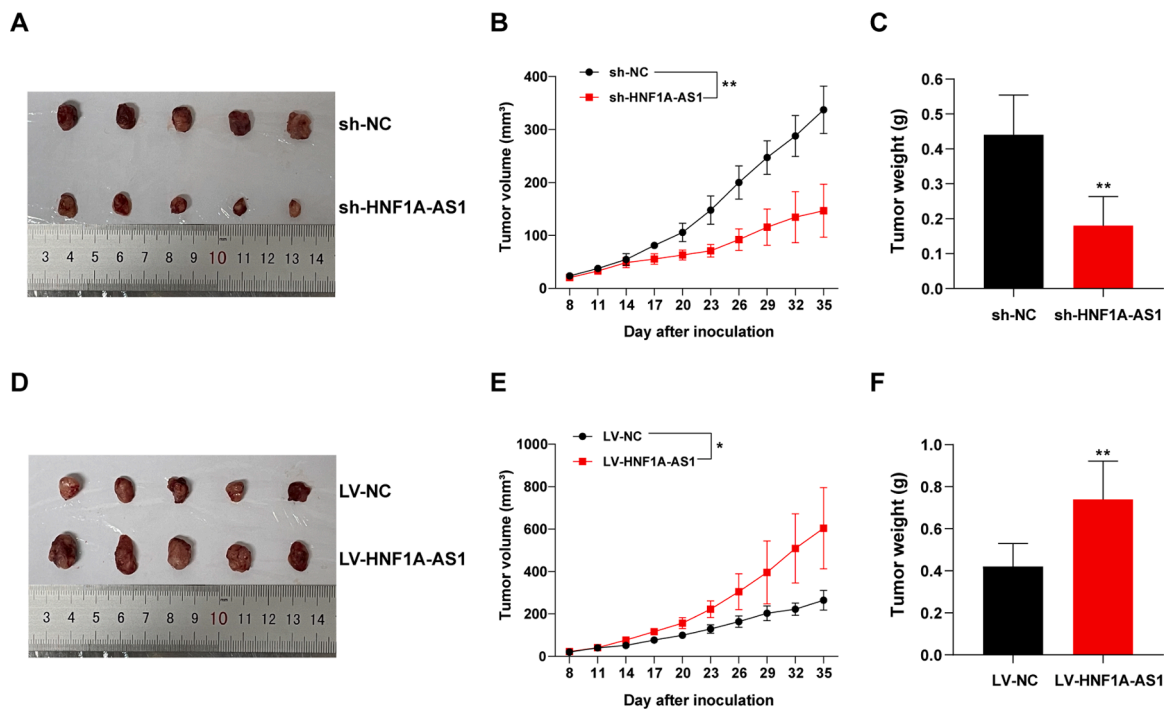 A
sh-NC
sh-HNF1A-AS1
3 4 5 6 7 8 9 10 11 12 13 14
B
sh-NC
sh-HNF1A-AS1
**
Tumor volume (mm³)
400
300
200
100
0
8 11 14 17 20 23 26 29 32 35
Day after inoculation
C
Tumor weight (g)
0.6
0.5
0.4
0.3
0.2
0.1
0.0
**
sh-NC sh-HNF1A-AS1
D
LV-NC
LV-HNF1A-AS1
3 4 5 6 7 8 9 10 11 12 13 14
E
LV-NC
LV-HNF1A-AS1
*
Tumor volume (mm³)
1000
800
600
400
200
0
8 11 14 17 20 23 26 29 32 35
Day after inoculation
F
Tumor weight (g)
1.0
0.8
0.6
0.4
0.2
0.0
**
LV-NC LV-HNF1A-AS1